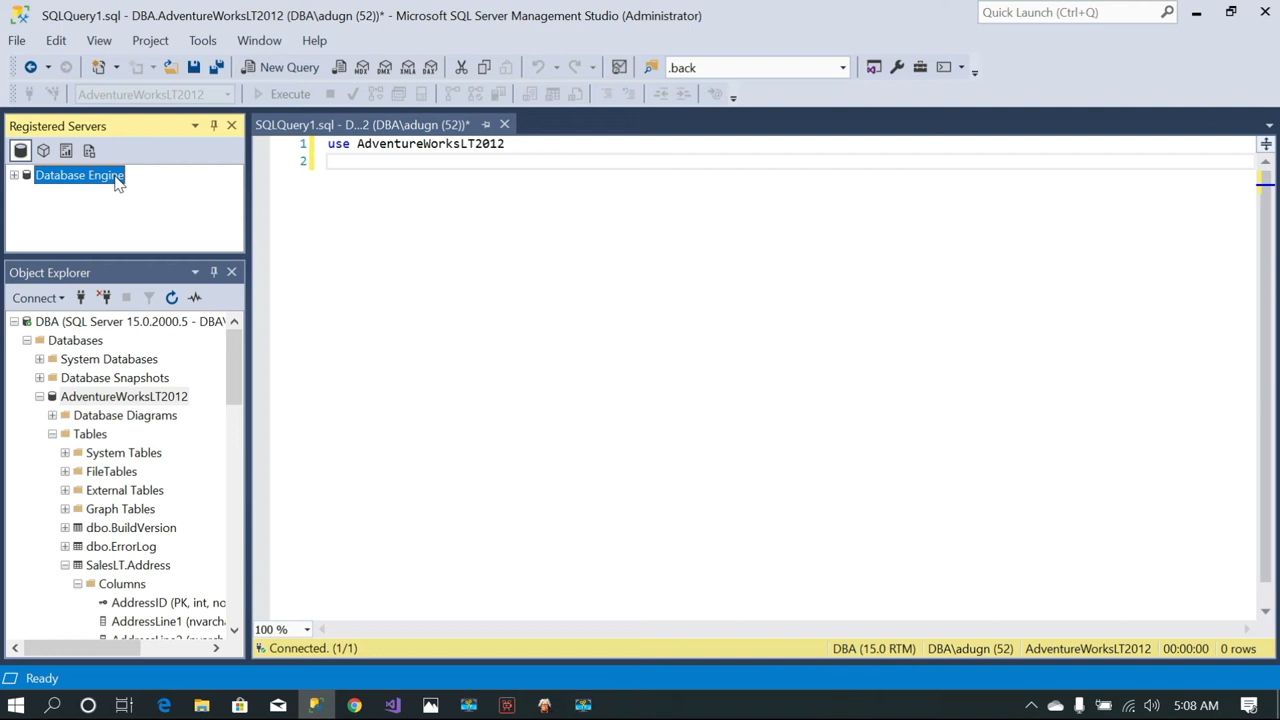 SQLQuery1.sql - DBA.AdventureWorksLT2012 (DBA\adugn (52))* - Microsoft SQL Server Management Studio (Administrator)
Quick Launch (Ctrl+Q)
File Edit View Project Tools Window Help
New Query MDX DMX XMLA DAX .back
AdventureWorksLT2012 Execute
Registered Servers
SQLQuery1.sql - D...2 (DBA\adugn (52))*
Database Engine
1 use AdventureWorksLT2012
2
Object Explorer
Connect
DBA (SQL Server 15.0.2000.5 - DBA\
Databases
System Databases
Database Snapshots
AdventureWorksLT2012
Database Diagrams
Tables
System Tables
FileTables
External Tables
Graph Tables
dbo.BuildVersion
dbo.ErrorLog
SalesLT.Address
Columns
AddressID (PK, int, no
AddressLine1 (nvarch
100 %
Connected. (1/1)
DBA (15.0 RTM) DBA\adugn (52) AdventureWorksLT2012 00:00:00 0 rows
Ready
5:08 AM